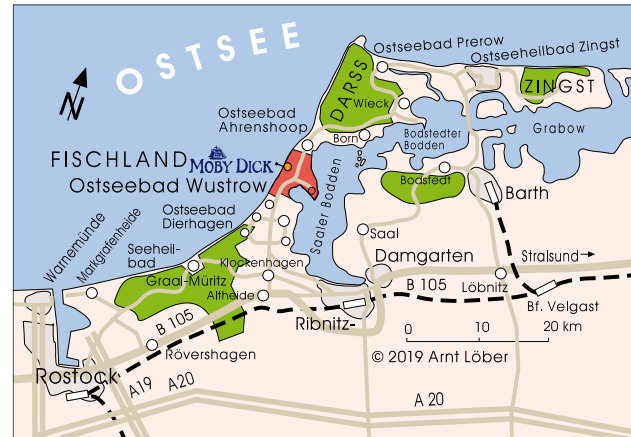 OSTSEE
N
Ostseebad Prerow
Ostseeheilbad Zingst
DARSS
ZINGST
Wieck
Ostseebad
Ahrenshoop
Born
Bodstedter
Bodden
Grabow
FISCHLAND
MOBY DICK
Ostseebad Wustrow
Saaler Bodden
Bodstedt
Barth
Ostseebad
Dierhagen
Saal
Warnemünde
Markgrafenheide
Seeheil-
bad
Graal-Müritz
Klockenhagen
Altheide
Damgarten
Stralsund→
B 105
Löbnitz
Bf. Velgast
B 105
Ribnitz-
0 10 20 km
Rövershagen
© 2019 Arnt Löber
Rostock
A19
A20
A 20